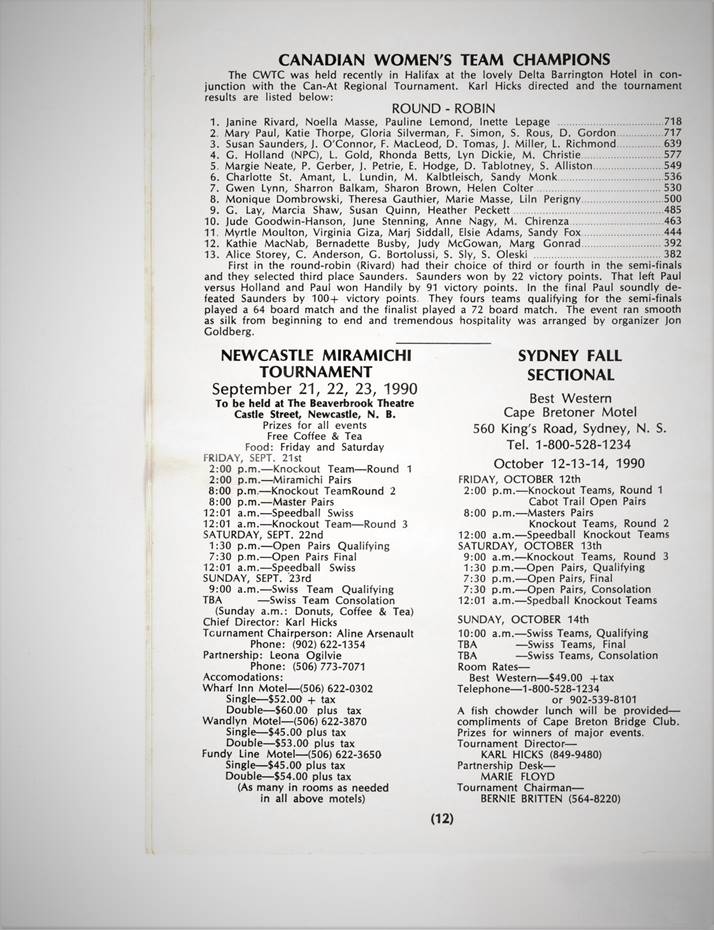 CANADIAN WOMEN'S TEAM CHAMPIONS
The CWTC was held recently in Halifax at the lovely Delta Barrington Hotel in con-
junction with the Can-At Regional Tournament. Karl Hicks directed and the tournament
results are listed below:
ROUND - ROBIN
1. Janine Rivard, Noella Masse, Pauline Lemond, Inette Lepage ........................718
2. Mary Paul, Katie Thorpe, Gloria Silverman, F. Simon, S. Rous, D. Gordon................717
3. Susan Saunders, J. O'Connor, F. MacLeod, D. Tomas, J. Miller, L. Richmond...............639
4. G. Holland (NPC), L. Gold, Rhonda Betts, Lyn Dickie, M. Christie........................577
5. Margie Neate, P. Gerber, J. Petrie, E. Hodge, D. Tablotney, S. Alliston....................549
6. Charlotte St. Amant, L. Lundin, M. Kalbtleisch, Sandy Monk............................536
7. Gwen Lynn, Sharron Balkam, Sharon Brown, Helen Colter..............................530
8. Monique Dombrowski, Theresa Gauthier, Marie Masse, Liln Perigny......................500
9. G. Lay, Marcia Shaw, Susan Quinn, Heather Peckett....................................485
10. Jude Goodwin-Hanson, June Stenning, Anne Nagy, M. Chirenza.......................463
11. Myrtle Moulton, Virginia Giza, Marj Siddall, Elsie Adams, Sandy Fox....................444
12. Kathie MacNab, Bernadette Busby, Judy McGowan, Marg Gonrad......................392
13. Alice Storey, C. Anderson, G. Bortolussi, S. Sly, S. Oleski ..............................382
First in the round-robin (Rivard) had their choice of third or fourth in the semi-finals
and they selected third place Saunders. Saunders won by 22 victory points. That left Paul
versus Holland and Paul won Handily by 91 victory points. In the final Paul soundly de-
feated Saunders by 100+ victory points. They fours teams qualifying for the semi-finals
played a 64 board match and the finalist played a 72 board match. The event ran smooth
as silk from beginning to end and tremendous hospitality was arranged by organizer Jon
Goldberg.
NEWCASTLE MIRAMICHI
TOURNAMENT
September 21, 22, 23, 1990
To be held at The Beaverbrook Theatre
Castle Street, Newcastle, N. B.
Prizes for all events
Free Coffee & Tea
Food: Friday and Saturday
FRIDAY, SEPT. 21st
2:00 p.m.—Knockout Team—Round 1
2:00 p.m.—Miramichi Pairs
8:00 p.m.—Knockout TeamRound 2
8:00 p.m.—Master Pairs
12:01 a.m.—Speedball Swiss
12:01 a.m.—Knockout Team—Round 3
SATURDAY, SEPT. 22nd
1:30 p.m.—Open Pairs Qualifying
7:30 p.m.—Open Pairs Final
12:01 a.m.—Speedball Swiss
SUNDAY, SEPT. 23rd
9:00 a.m.—Swiss Team Qualifying
TBA —Swiss Team Consolation
(Sunday a.m.: Donuts, Coffee & Tea)
Chief Director: Karl Hicks
Tournament Chairperson: Aline Arsenault
Phone: (902) 622-1354
Partnership: Leona Ogilvie
Phone: (506) 773-7071
Accomodations:
Wharf Inn Motel—(506) 622-0302
Single—$52.00 + tax
Double—$60.00 plus tax
Wandlyn Motel—(506) 622-3870
Single—$45.00 plus tax
Double—$53.00 plus tax
Fundy Line Motel—(506) 622-3650
Single—$45.00 plus tax
Double—$54.00 plus tax
(As many in rooms as needed
in all above motels)
SYDNEY FALL
SECTIONAL
Best Western
Cape Bretoner Motel
560 King's Road, Sydney, N. S.
Tel. 1-800-528-1234
October 12-13-14, 1990
FRIDAY, OCTOBER 12th
2:00 p.m.—Knockout Teams, Round 1
Cabot Trail Open Pairs
8:00 p.m.—Masters Pairs
Knockout Teams, Round 2
12:00 a.m.—Speedball Knockout Teams
SATURDAY, OCTOBER 13th
9:00 a.m.—Knockout Teams, Round 3
1:30 p.m.—Open Pairs, Qualifying
7:30 p.m.—Open Pairs, Final
7:30 p.m.—Open Pairs, Consolation
12:01 a.m.—Spedball Knockout Teams
SUNDAY, OCTOBER 14th
10:00 a.m.—Swiss Teams, Qualifying
TBA —Swiss Teams, Final
TBA —Swiss Teams, Consolation
Room Rates—
Best Western—$49.00 +tax
Telephone—1-800-528-1234
or 902-539-8101
A fish chowder lunch will be provided—
compliments of Cape Breton Bridge Club.
Prizes for winners of major events.
Tournament Director—
KARL HICKS (849-9480)
Partnership Desk—
MARIE FLOYD
Tournament Chairman—
BERNIE BRITTEN (564-8220)
(12)